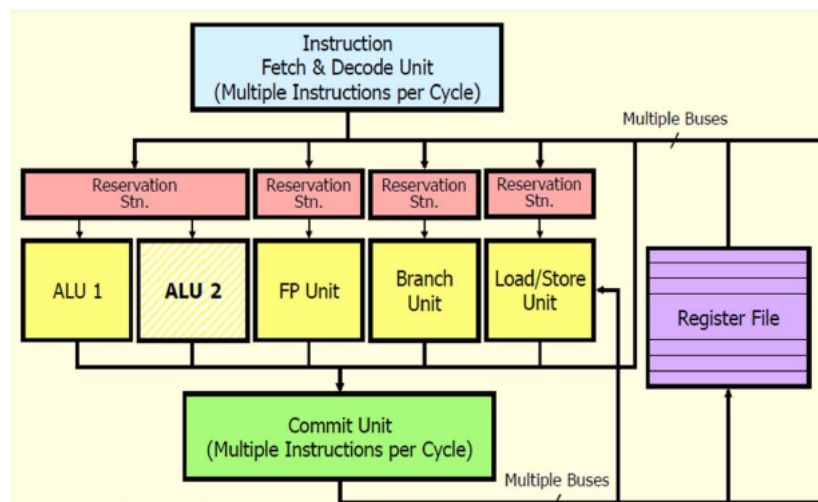 Instruction
Fetch & Decode Unit
(Multiple Instructions per Cycle)
Multiple Buses
Reservation
Stn.
Reservation
Stn.
Reservation
Stn.
Reservation
Stn.
ALU 1
ALU 2
FP Unit
Branch
Unit
Load/Store
Unit
Register File
Commit Unit
(Multiple Instructions per Cycle)
Multiple Buses